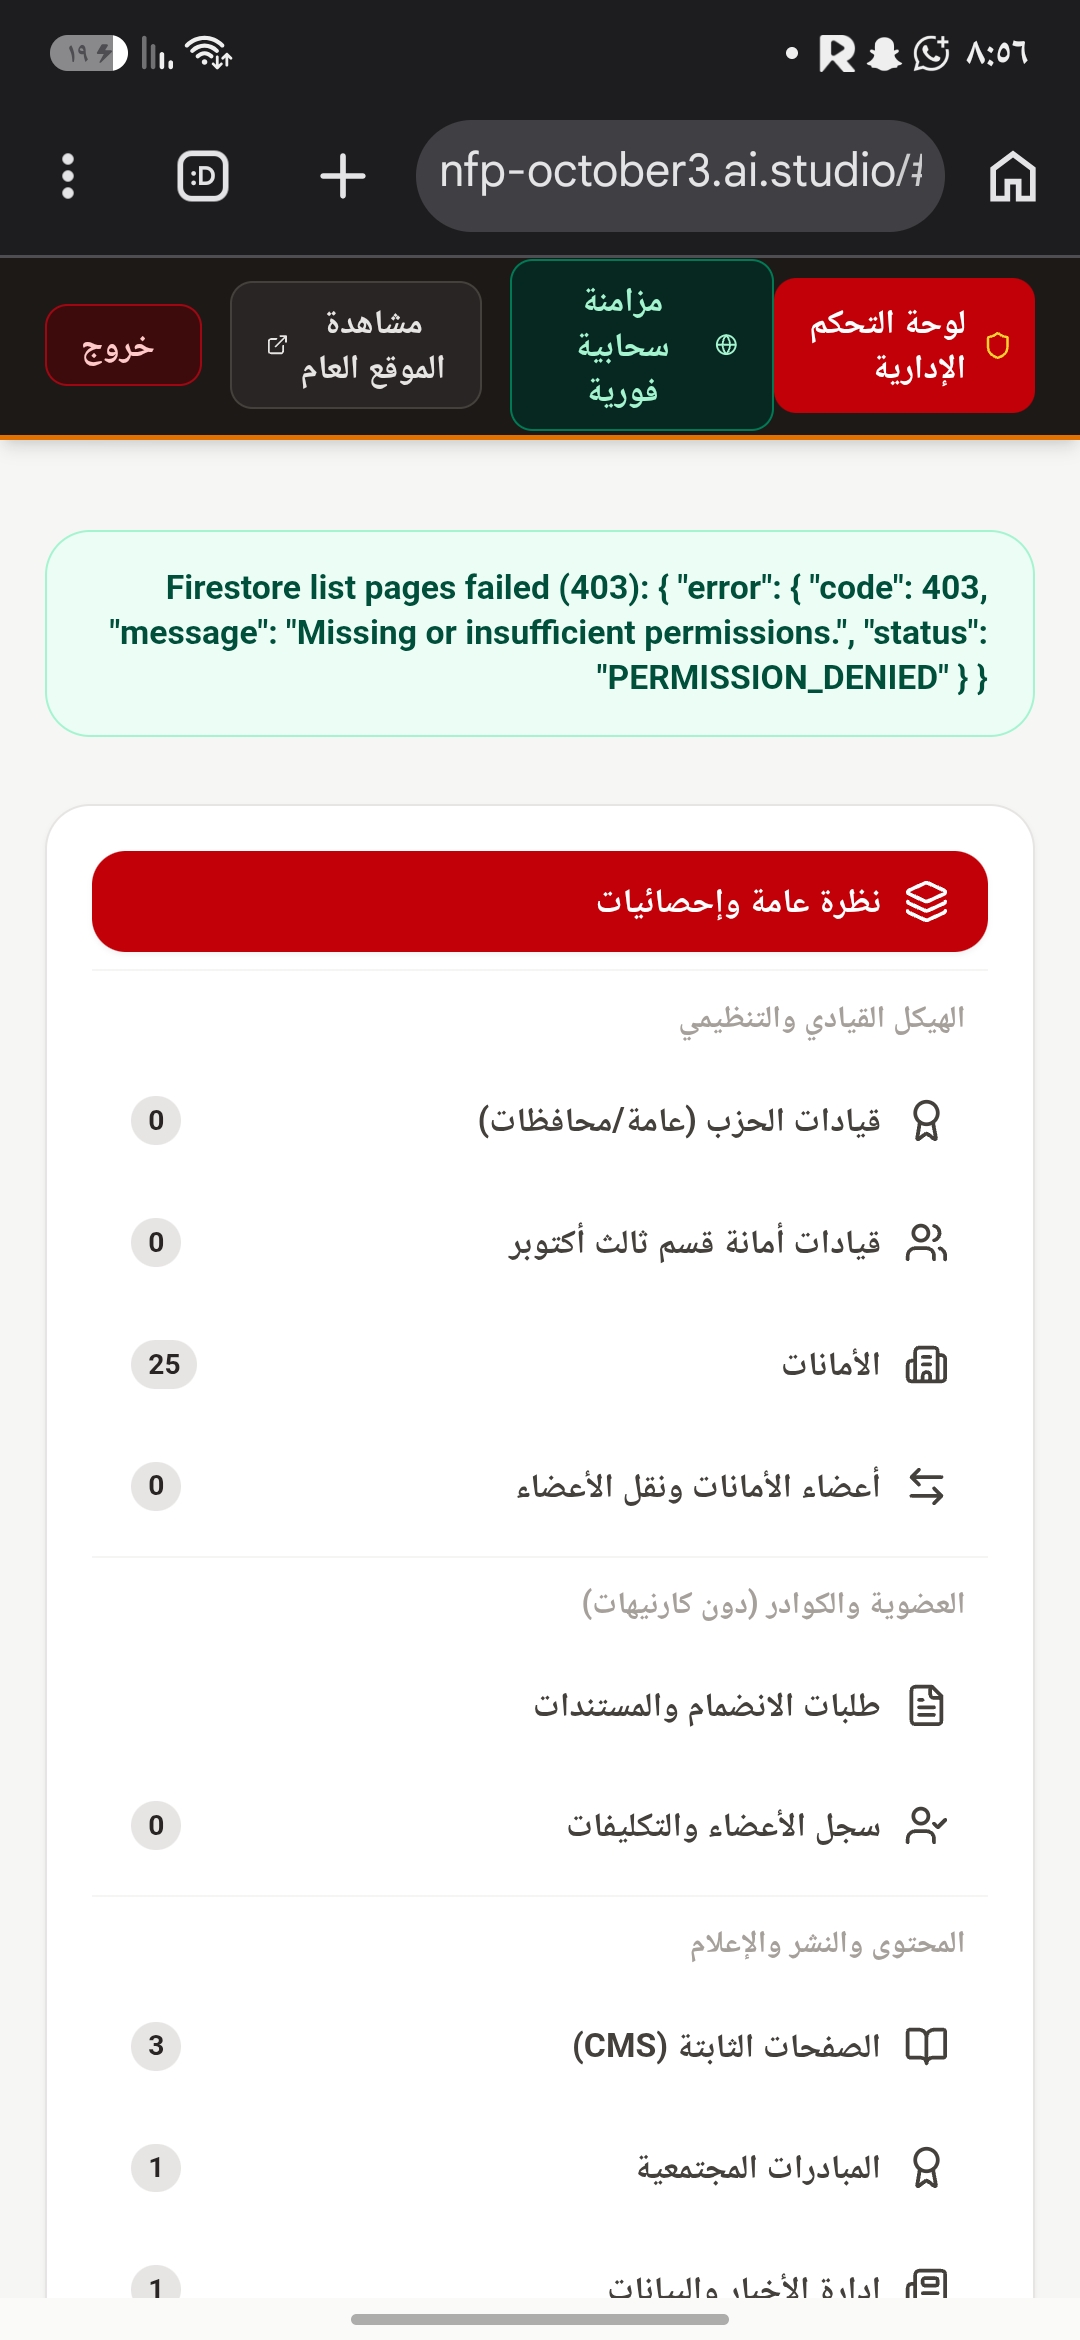 ١٩
٨:٥٦
:D
nfp-october3.ai.studio/#
لوحة التحكم
الإدارية
مزامنة
سحابية
فورية
مشاهدة
الموقع العام
خروج
Firestore list pages failed (403): { "error": { "code": 403,
"message": "Missing or insufficient permissions.", "status":
"PERMISSION_DENIED" } }
نظرة عامة وإحصائيات
الهيكل القيادي والتنظيمي
قيادات الحزب (عامة/محافظات) 0
قيادات أمانة قسم ثالث أكتوبر 0
الأمانات 25
أعضاء الأمانات ونقل الأعضاء 0
العضوية والكوادر (دون كارنيهات)
طلبات الانضمام والمستندات
سجل الأعضاء والتكليفات 0
المحتوى والنشر والإعلام
الصفحات الثابتة (CMS) 3
المبادرات المجتمعية 1
إدارة الأخبار والبيانات 1